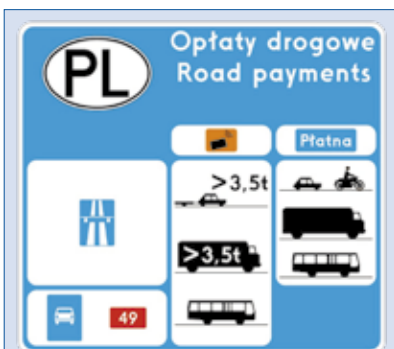 PL
Opłaty drogowe
Road payments
Płatna
>3,5t
>3,5t
49